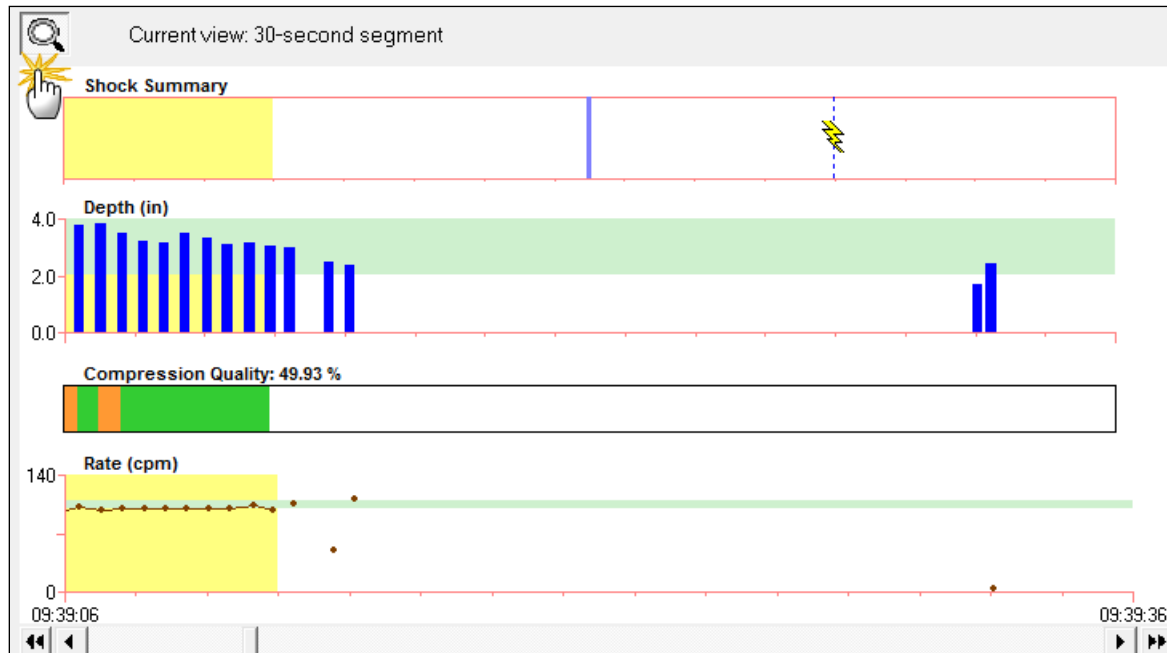 Current view: 30-second segment
Shock Summary
Depth (in)
4.0
2.0
0.0
Compression Quality: 49.93 %
Rate (cpm)
140
0
09:39:06 09:39:36